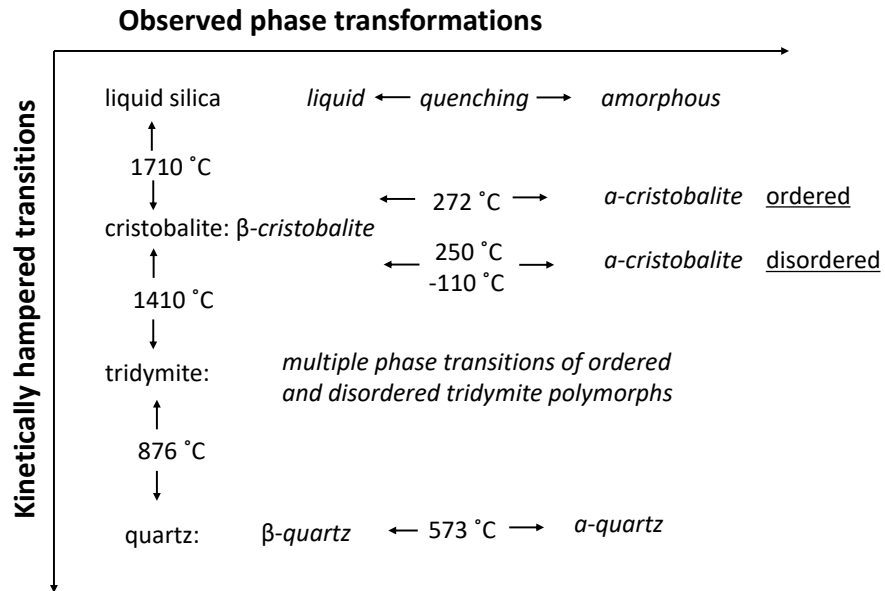 Observed phase transformations
Kinetically hampered transitions
liquid silica
liquid quenching amorphous
1710 ˚C
272 ˚C a-cristobalite ordered
cristobalite: β-cristobalite
250 ˚C a-cristobalite disordered
-110 ˚C
1410 ˚C
tridymite:
multiple phase transitions of ordered
and disordered tridymite polymorphs
876 ˚C
quartz: β-quartz 573 ˚C a-quartz